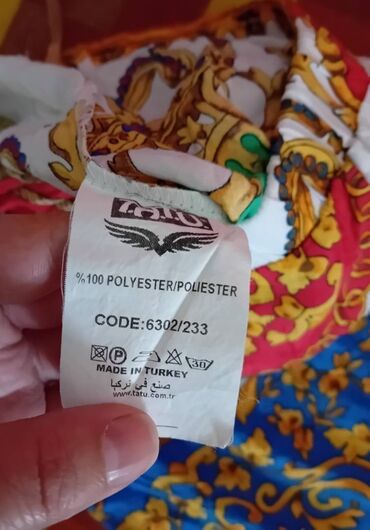 TATU
%100 POLYESTER/POLIESTER
CODE:6302/233
P 30
MADE IN TURKEY
صنع في تركيا
www.tatu.com.tr